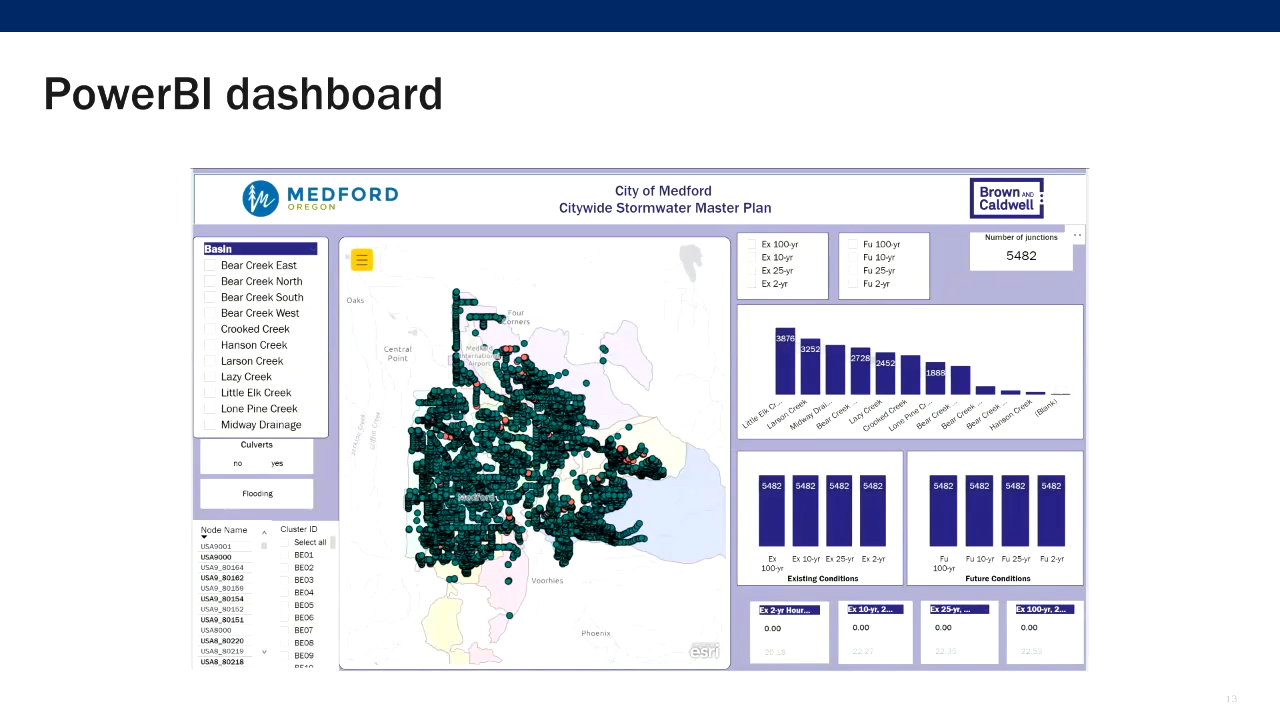 PowerBI dashboard
MEDFORD
OREGON
City of Medford
Citywide Stormwater Master Plan
Brown AND
Caldwell
Basin
Bear Creek East
Bear Creek North
Bear Creek South
Bear Creek West
Crooked Creek
Hanson Creek
Larson Creek
Lazy Creek
Little Elk Creek
Lone Pine Creek
Midway Drainage
Culverts
no yes
Flooding
Node Name
USA9001
USA9000
USA9_80164
USA9_80162
USA9_80159
USA9_80154
USA9_80152
USA9_80151
USA8000
USA8_80220
USA8_80219
USA8_80218
Cluster ID
Select all
BE01
BE02
BE03
BE04
BE05
BE06
BE07
BE08
BE09
BE10
Oaks
Four
Corners
Central
Point
Medford
International
Airport
Griffin Creek
Medford
Voorhies
Phoenix
esri
Ex 100-yr
Ex 10-yr
Ex 25-yr
Ex 2-yr
Fu 100-yr
Fu 10-yr
Fu 25-yr
Fu 2-yr
Number of junctions
5482
3876
3252
2728
2452
1888
Little Elk Cr...
Larson Creek
Midway Drai...
Bear Creek ...
Lazy Creek
Crooked Creek
Lone Pine Cr...
Bear Creek ...
Bear Creek ...
Bear Creek ...
Hanson Creek
(Blank)
5482 5482 5482 5482
Ex 100-yr Ex 10-yr Ex 25-yr Ex 2-yr
Existing Conditions
5482 5482 5482 5482
Fu 100-yr Fu 10-yr Fu 25-yr Fu 2-yr
Future Conditions
Ex 2-yr Hour...
0.00
Ex 10-yr, 2...
0.00
22.27
Ex 25-yr, ...
0.00
Ex 100-yr, 2...
0.00
13